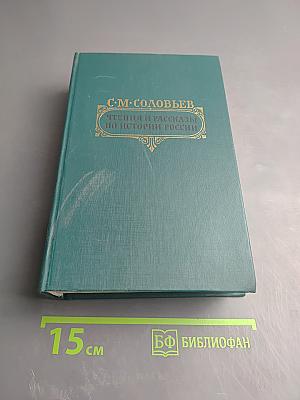 С·М·СОЛОВЬЕВ
ЧТЕНИЯ И РАССКАЗЫ
ПО ИСТОРИИ РОССИИ
15 см
БФ БИБЛИОФАН